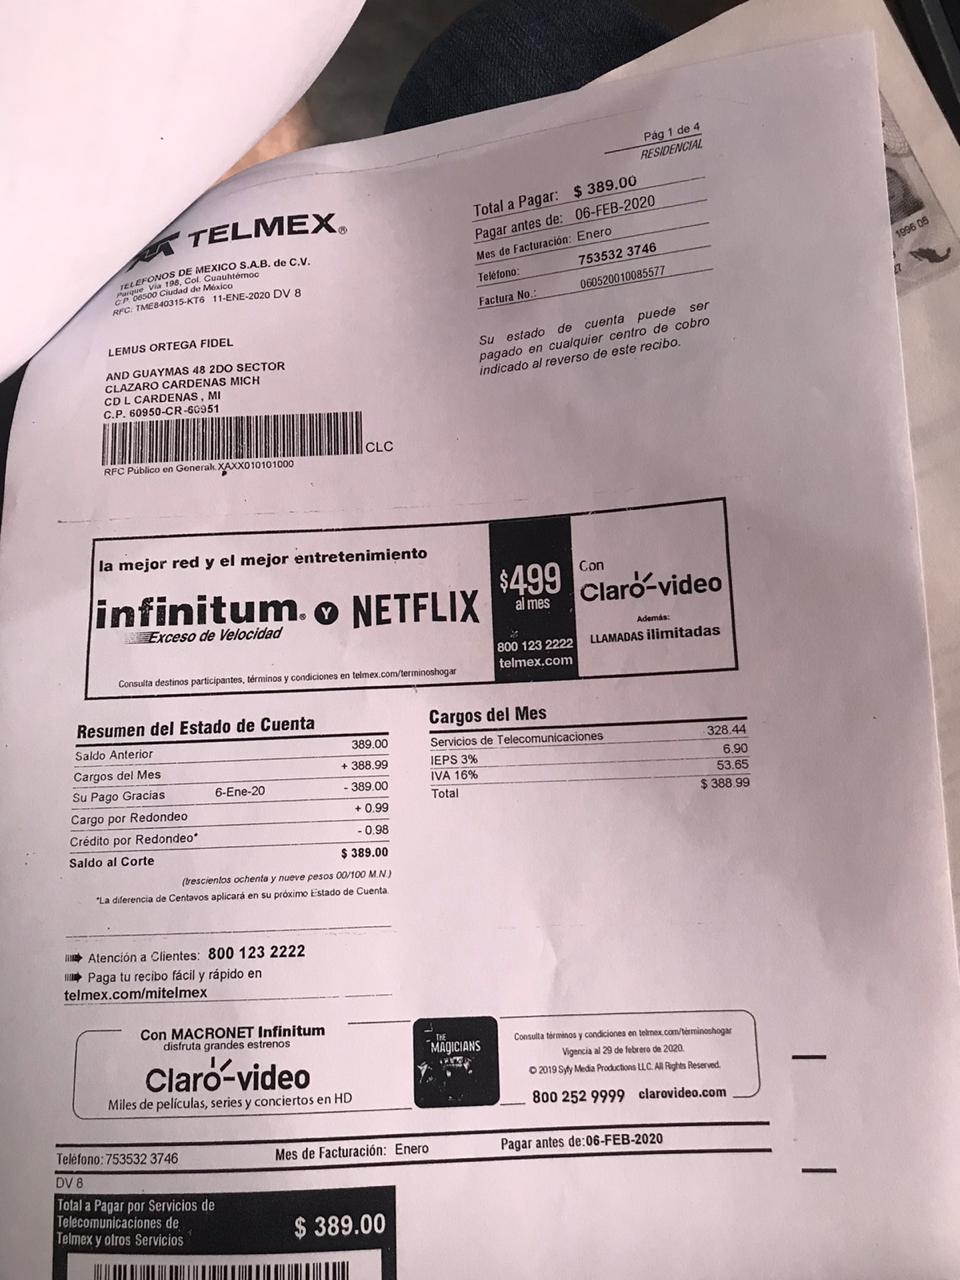 Pág 1 de 4
RESIDENCIAL
TELMEX®
TELÉFONOS DE MEXICO S.A.B. de C.V.
Parque Vía 198, Col. Cuauhtémoc
C.P. 06500 Ciudad de México
RFC: TME840315-KT6 11-ENE-2020 DV 8
Total a Pagar: $ 389.00
Pagar antes de: 06-FEB-2020
Mes de Facturación: Enero
Teléfono: 753532 3746
Factura No.: 060520010085577
Su estado de cuenta puede ser
pagado en cualquier centro de cobro
indicado al reverso de este recibo.
LEMUS ORTEGA FIDEL
AND GUAYMAS 48 2DO SECTOR
CLAZARO CARDENAS MICH
CD L CARDENAS , MI
C.P. 60950-CR-60951
CLC
RFC Público en General: XAXX010101000
la mejor red y el mejor entretenimiento
infinitum® Y NETFLIX
Exceso de Velocidad
Consulta destinos participantes, términos y condiciones en telmex.com/terminoshogar
$499
al mes
800 123 2222
telmex.com
Con
Claro-video
Además:
LLAMADAS ilimitadas
Resumen del Estado de Cuenta
Saldo Anterior 389.00
Cargos del Mes + 388.99
Su Pago Gracias 6-Ene-20 - 389.00
Cargo por Redondeo + 0.99
Crédito por Redondeo* - 0.98
Saldo al Corte $ 389.00
(trescientos ochenta y nueve pesos 00/100 M.N.)
*La diferencia de Centavos aplicará en su próximo Estado de Cuenta.
Cargos del Mes
Servicios de Telecomunicaciones 328.44
IEPS 3% 6.90
IVA 16% 53.65
Total $ 388.99
Atención a Clientes: 800 123 2222
Paga tu recibo fácil y rápido en
telmex.com/mitelmex
Con MACRONET Infinitum
disfruta grandes estrenos
Claro-video
Miles de películas, series y conciertos en HD
THE
MAGICIANS
Consulta términos y condiciones en telmex.com/términoshogar
Vigencia al 29 de febrero de 2020.
© 2019 Syfy Media Productions LLC. All Rights Reserved.
800 252 9999 clarovideo.com
Teléfono: 753532 3746 Mes de Facturación: Enero Pagar antes de:06-FEB-2020
DV 8
Total a Pagar por Servicios de
Telecomunicaciones de
Telmex y otros Servicios
$ 389.00